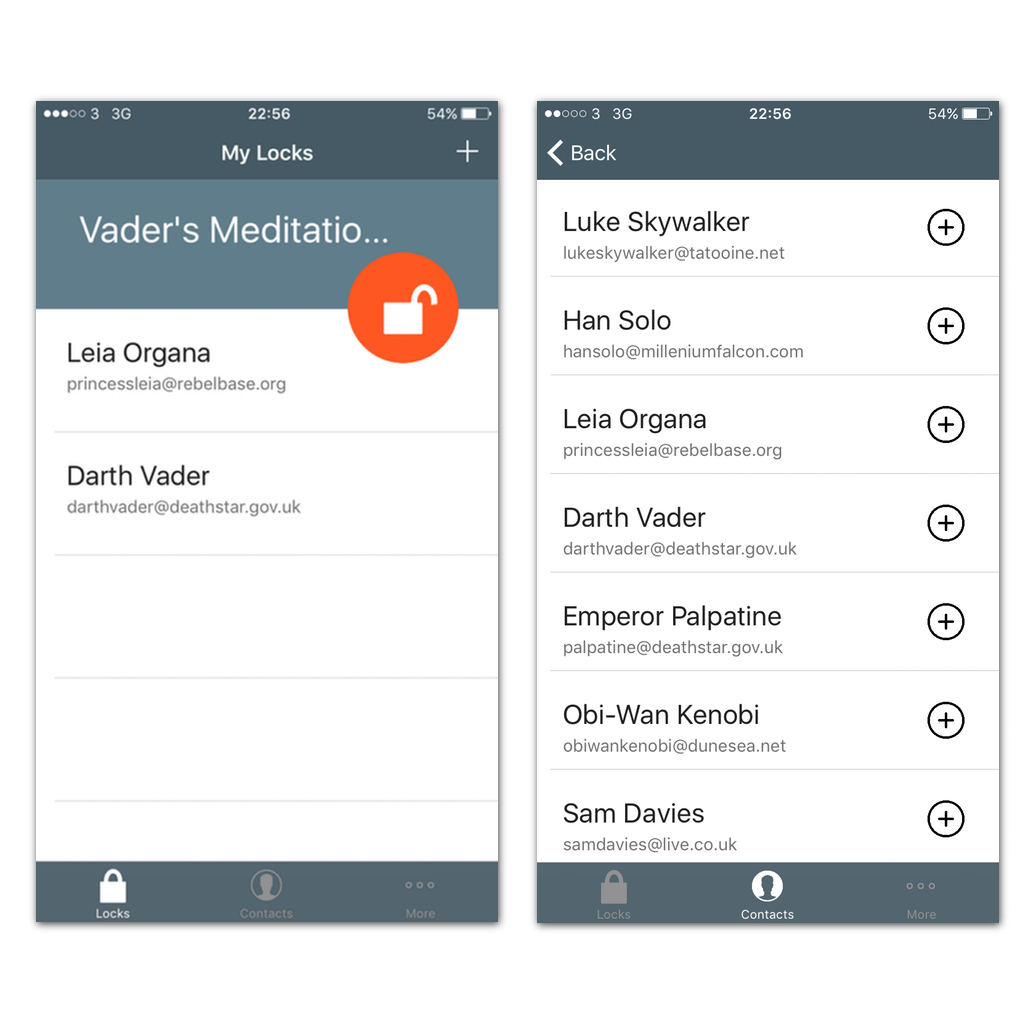 3 3G 22:56 54%
My Locks
Vader's Meditatio...
Leia Organa
princessleia@rebelbase.org
Darth Vader
darthvader@deathstar.gov.uk
Locks Contacts More
3 3G 22:56 54%
Back
Luke Skywalker
lukeskywalker@tatooine.net
Han Solo
hansolo@milleniumfalcon.com
Leia Organa
princessleia@rebelbase.org
Darth Vader
darthvader@deathstar.gov.uk
Emperor Palpatine
palpatine@deathstar.gov.uk
Obi-Wan Kenobi
obiwankenobi@dunesea.net
Sam Davies
samdavies@live.co.uk
Locks Contacts More